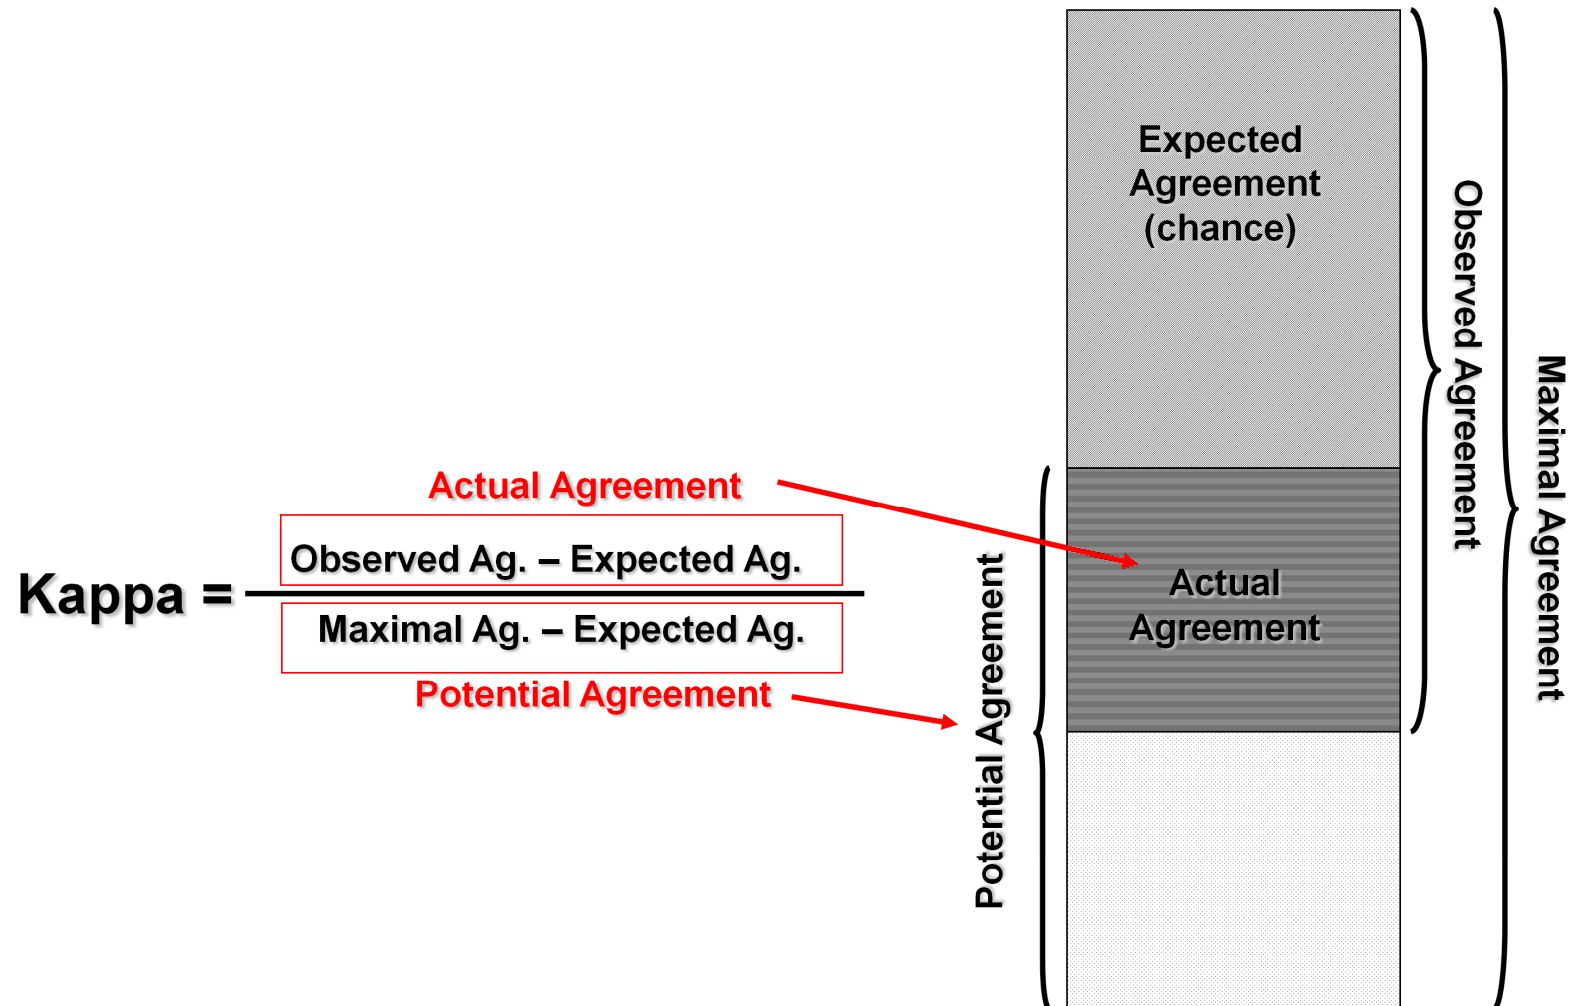 Expected
Agreement
(chance)
Observed Agreement
Maximal Agreement
Actual Agreement
Observed Ag. – Expected Ag.
Kappa =
Maximal Ag. – Expected Ag.
Potential Agreement
Potential Agreement
Actual
Agreement